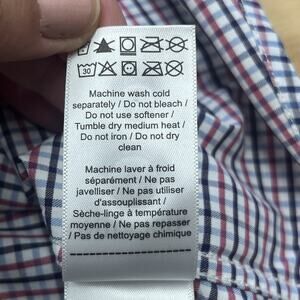 30
Machine wash cold
separately / Do not bleach /
Do not use softener /
Tumble dry medium heat /
Do not iron / Do not dry
clean
Machine laver à froid
séparément / Ne pas
javelliser / Ne pas utiliser
d'assouplissant /
Sèche-linge à température
moyenne / Ne pas repasser
/ Pas de nettoyage chimique